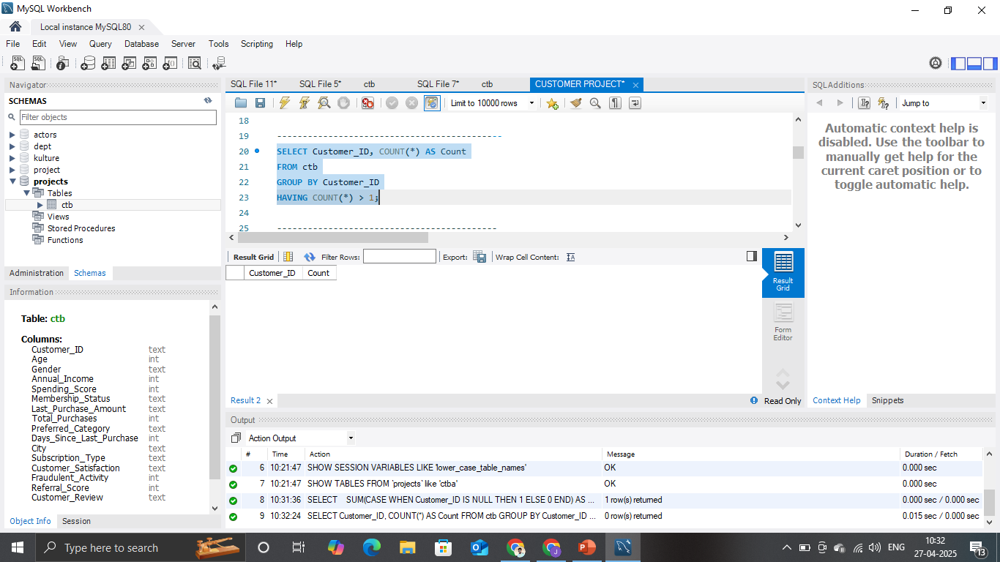 MySQL Workbench
Local instance MySQL80
File Edit View Query Database Server Tools Scripting Help
Navigator
SCHEMAS
Filter objects
actors
dept
kulture
project
projects
Tables
ctb
Views
Stored Procedures
Functions
Administration Schemas
Information
Table: ctb
Columns:
Customer_ID text
Age int
Gender text
Annual_Income int
Spending_Score int
Membership_Status text
Last_Purchase_Amount text
Total_Purchases int
Preferred_Category text
Days_Since_Last_Purchase int
City text
Subscription_Type text
Customer_Satisfaction text
Fraudulent_Activity int
Referral_Score int
Customer_Review text
Object Info Session
SQL File 11* SQL File 5* ctb SQL File 7* ctb CUSTOMER PROJECT*
Limit to 10000 rows
18
19 --------------------------------------------
20 SELECT Customer_ID, COUNT(*) AS Count
21 FROM ctb
22 GROUP BY Customer_ID
23 HAVING COUNT(*) > 1;
24
25 -------------------------------------------
Result Grid Filter Rows: Export: Wrap Cell Content:
Customer_ID Count
Result Grid
Form Editor
Result 2
Read Only
Output
Action Output
# Time Action Message Duration / Fetch
6 10:21:47 SHOW SESSION VARIABLES LIKE 'lower_case_table_names' OK 0.000 sec
7 10:21:47 SHOW TABLES FROM `projects` like 'ctba' OK 0.000 sec
8 10:31:36 SELECT SUM(CASE WHEN Customer_ID IS NULL THEN 1 ELSE 0 END) AS ... 1 row(s) returned 0.000 sec / 0.000 sec
9 10:32:24 SELECT Customer_ID, COUNT(*) AS Count FROM ctb GROUP BY Customer_ID ... 0 row(s) returned 0.015 sec / 0.000 sec
SQLAdditions
Jump to
Automatic context help is
disabled. Use the toolbar to
manually get help for the
current caret position or to
toggle automatic help.
Context Help Snippets
Type here to search
ENG
10:32
27-04-2025
13